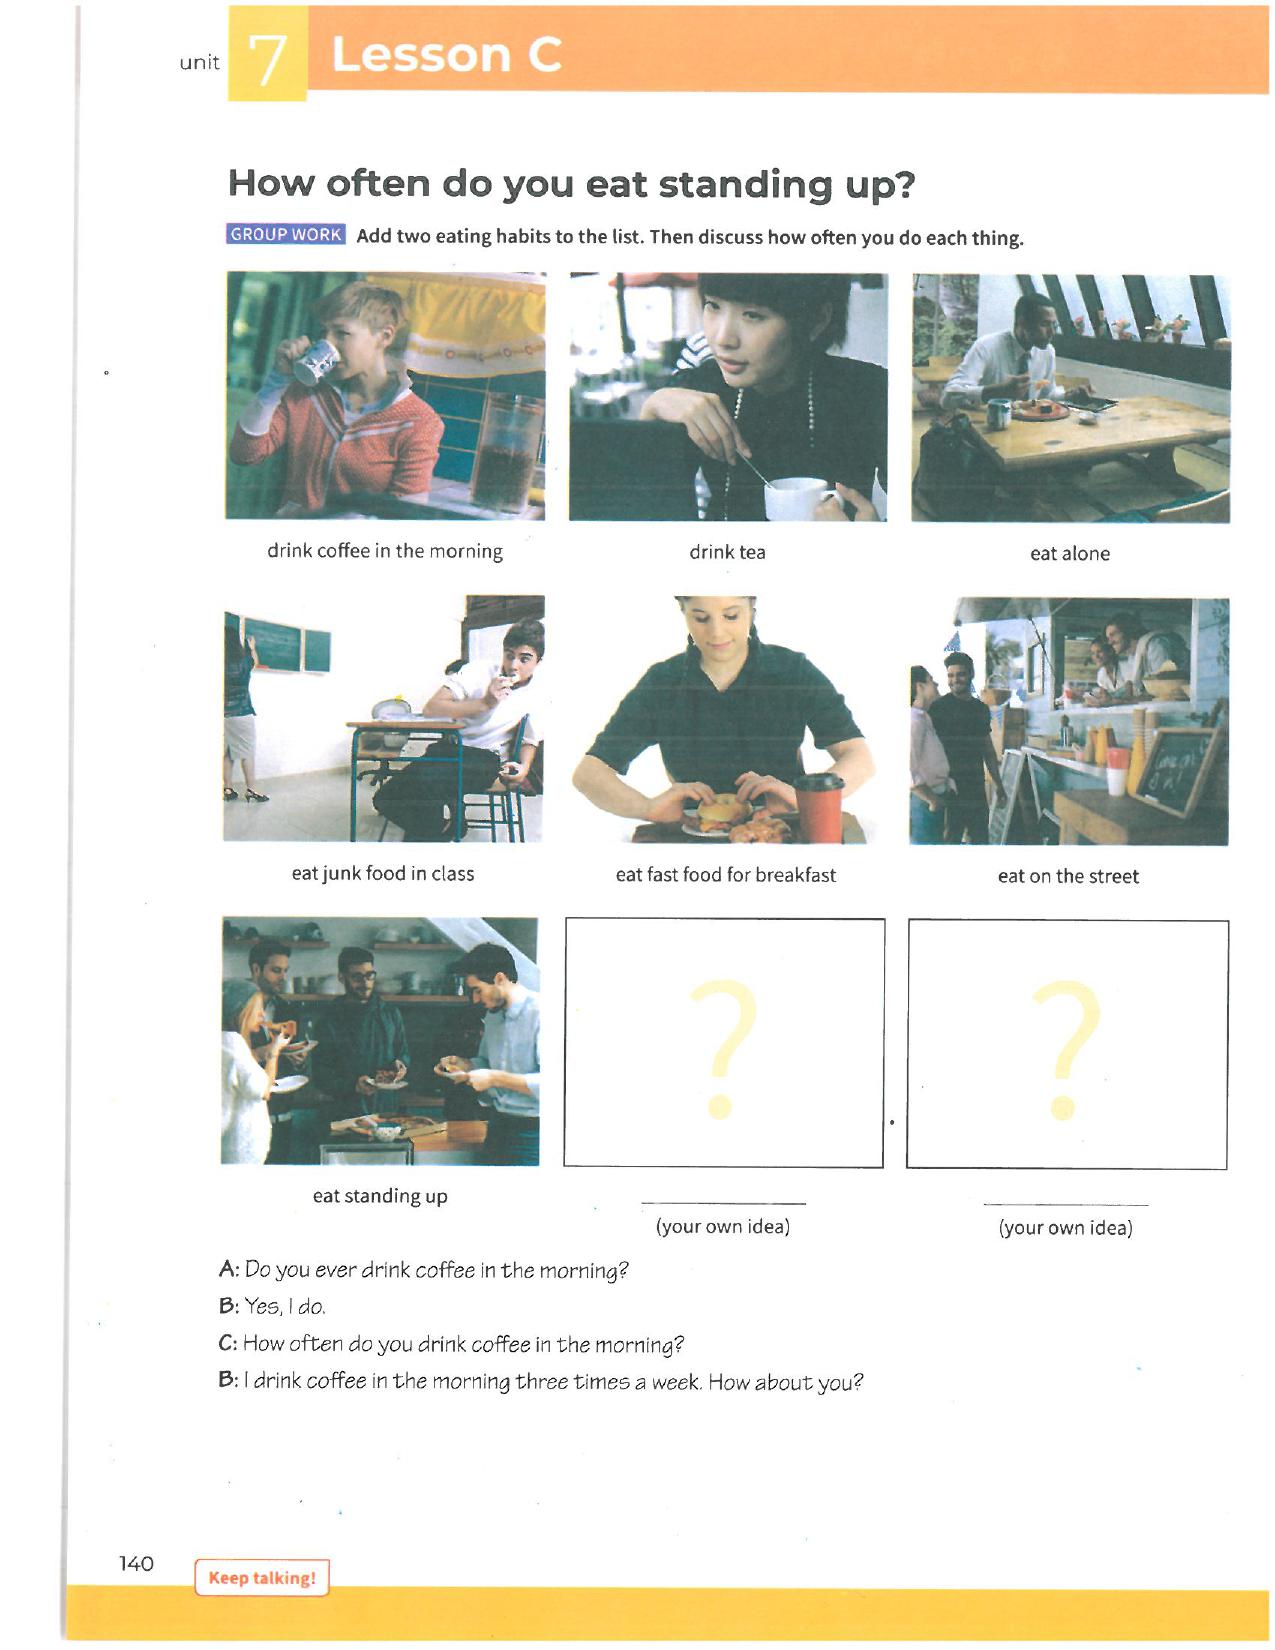 unit 7 Lesson C
How often do you eat standing up?
GROUP WORK Add two eating habits to the list. Then discuss how often you do each thing.
drink coffee in the morning
drink tea
eat alone
eat junk food in class
eat fast food for breakfast
eat on the street
eat standing up
(your own idea)
(your own idea)
A: Do you ever drink coffee in the morning?
B: Yes, I do.
C: How often do you drink coffee in the morning?
B: I drink coffee in the morning three times a week. How about you?
140
Keep talking!